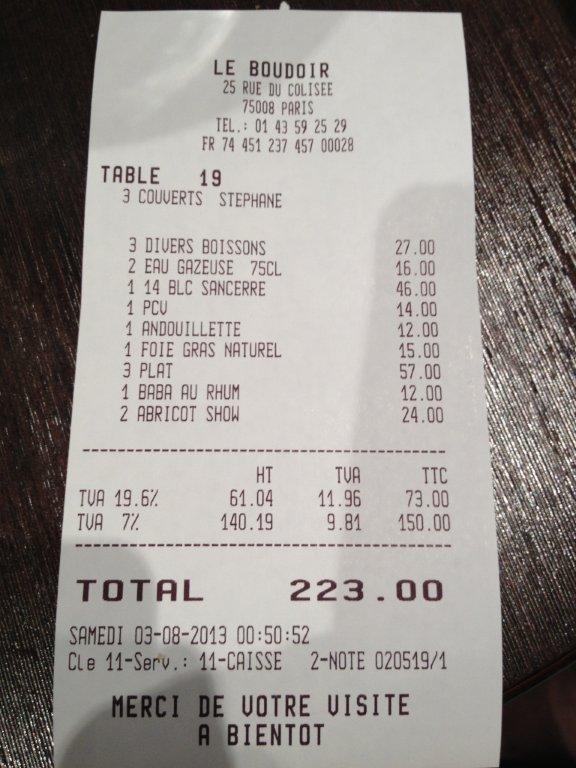 LE BOUDOIR
25 RUE DU COLISEE
75008 PARIS
TEL.: 01 43 59 25 29
FR 74 451 237 457 00028
TABLE 19
3 COUVERTS STEPHANE
3 DIVERS BOISSONS 27.00
2 EAU GAZEUSE 75CL 16.00
1 14 BLC SANCERRE 46.00
1 PCV 14.00
1 ANDOUILLETTE 12.00
1 FOIE GRAS NATUREL 15.00
3 PLAT 57.00
1 BABA AU RHUM 12.00
2 ABRICOT SHOW 24.00
HT TVA TTC
TVA 19.6% 61.04 11.96 73.00
TVA 7% 140.19 9.81 150.00
TOTAL 223.00
SAMEDI 03-08-2013 00:50:52
Cle 11-Serv.: 11-CAISSE 2-NOTE 020519/1
MERCI DE VOTRE VISITE
A BIENTOT